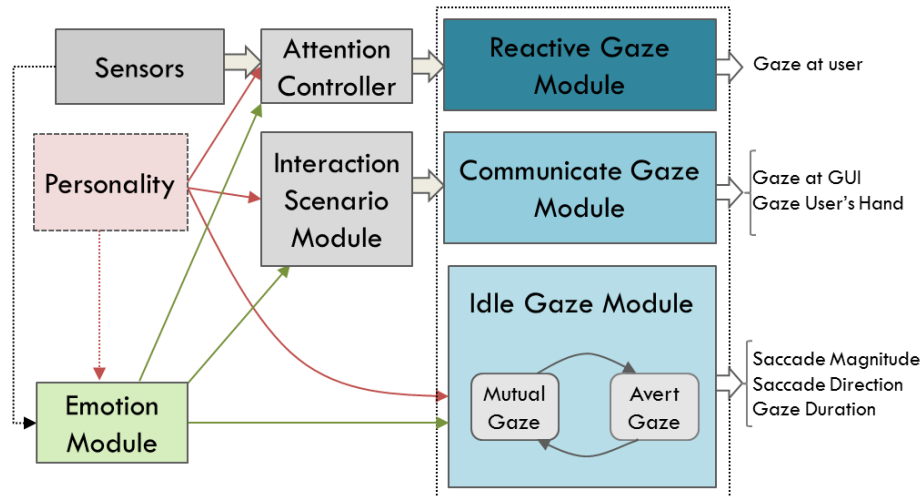 Sensors
Attention
Controller
Reactive Gaze
Module
Gaze at user
Personality
Interaction
Scenario
Module
Communicate Gaze
Module
Gaze at GUI
Gaze User's Hand
Idle Gaze Module
Mutual
Gaze
Avert
Gaze
Saccade Magnitude
Saccade Direction
Gaze Duration
Emotion
Module